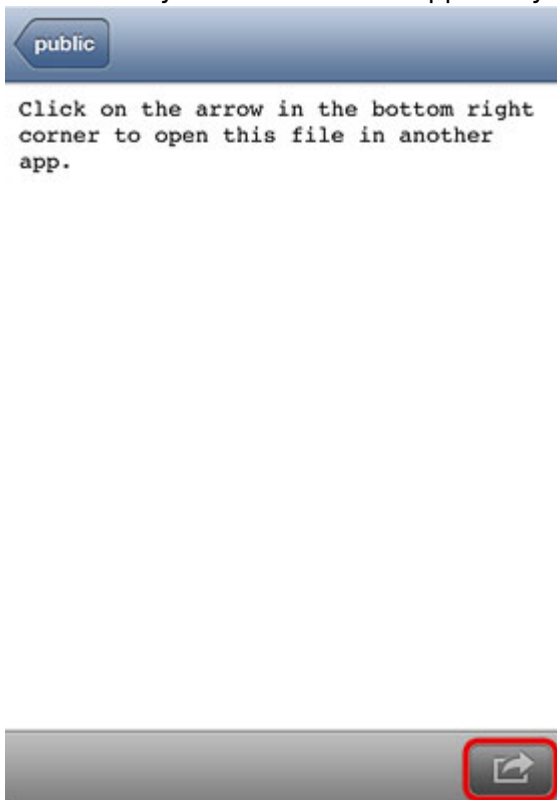 public
Click on the arrow in the bottom right
corner to open this file in another
app.